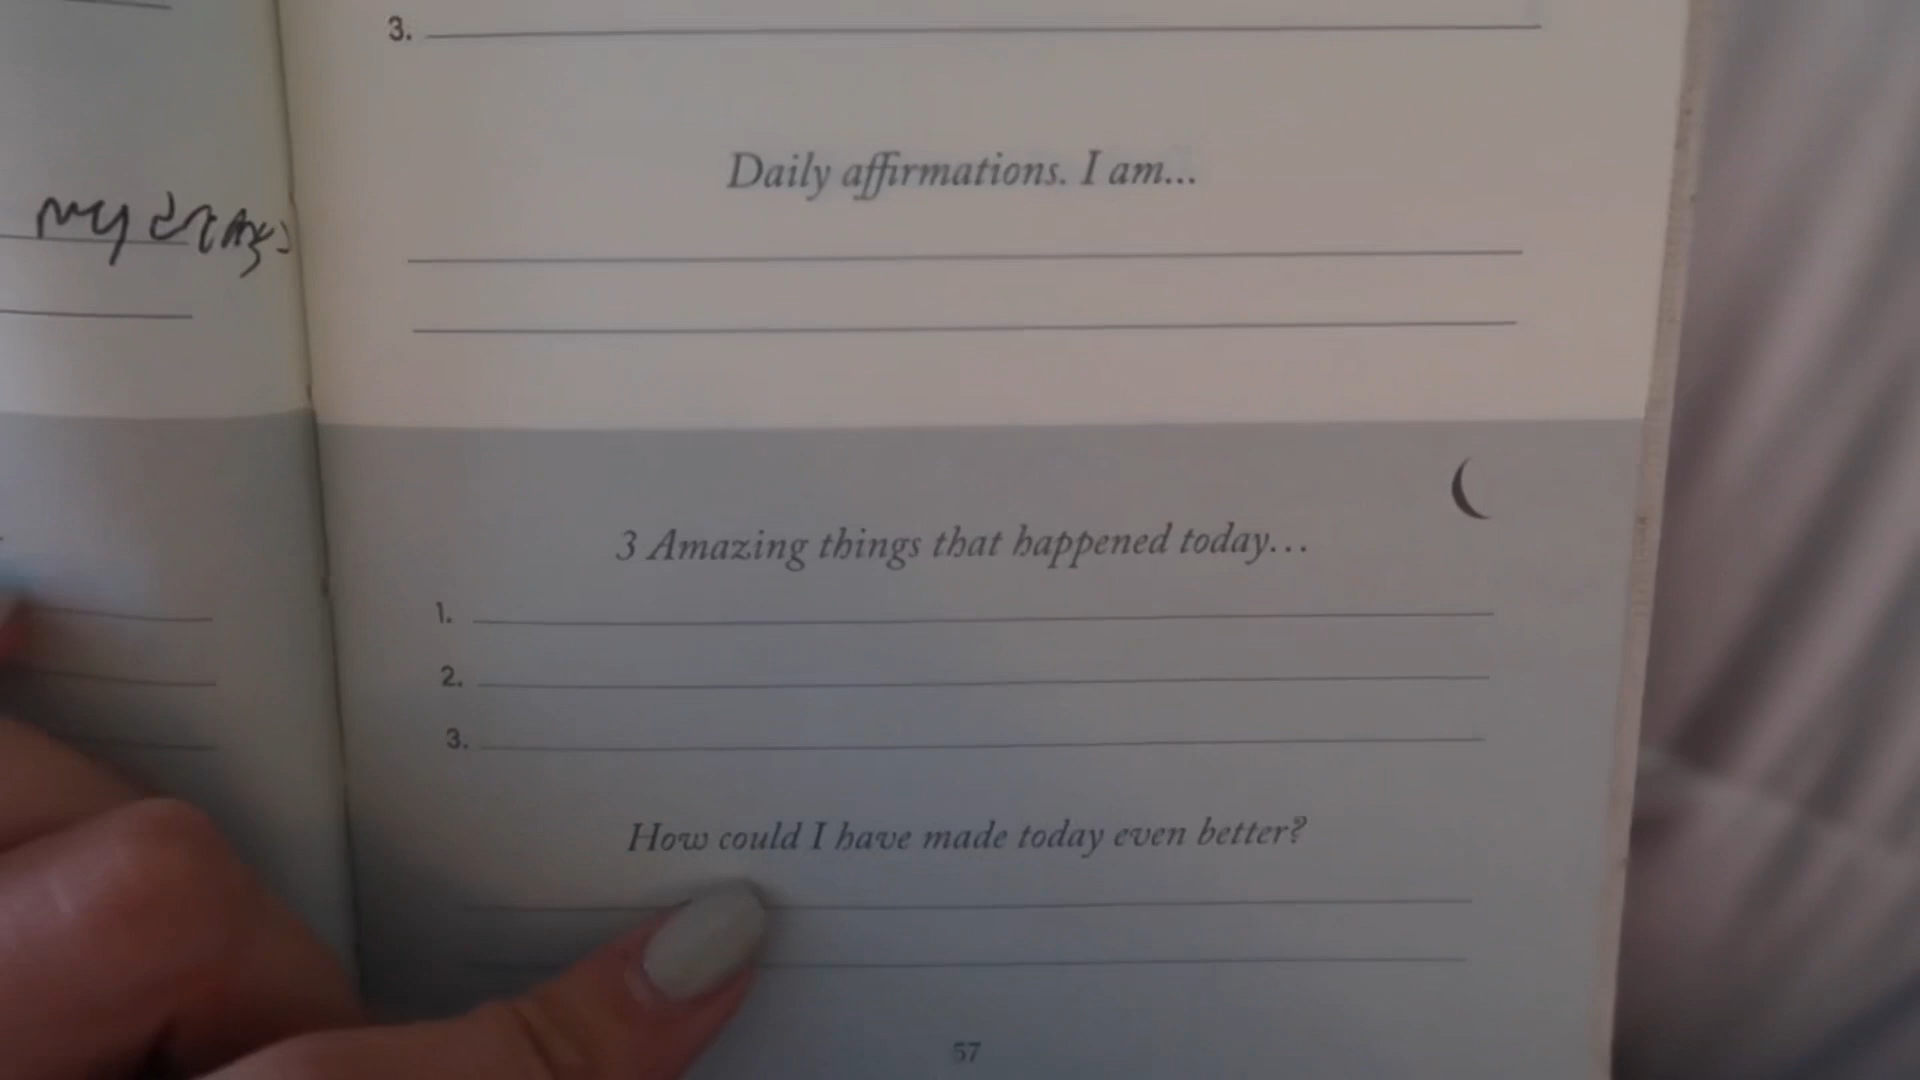 3.
Daily affirmations. I am...
my
3 Amazing things that happened today...
1.
2.
3.
How could I have made today even better?
57